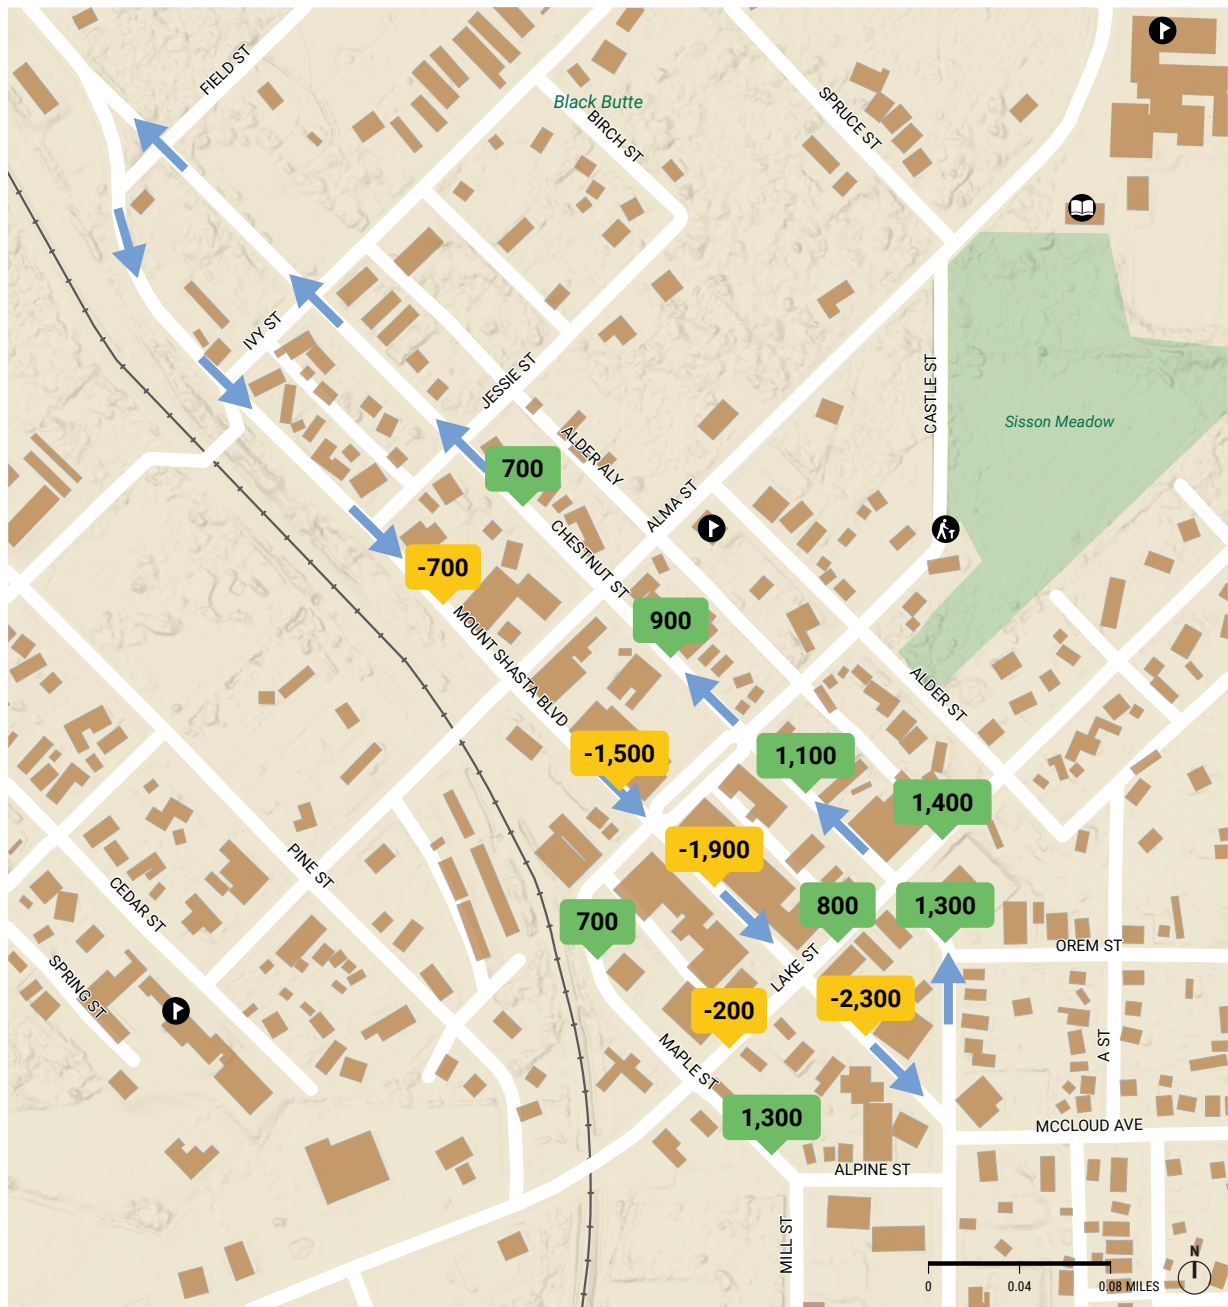 FIELD ST
Black Butte
BIRCH ST
SPRUCE ST
IVY ST
JESSIE ST
CASTLE ST
Sisson Meadow
ALDER ALY
700
ALMA ST
CHESTNUT ST
-700
900
MOUNT SHASTA BLVD
ALDER ST
-1,500
1,100
1,400
-1,900
PINE ST
CEDAR ST
800
1,300
700
OREM ST
LAKE ST
SPRING ST
-2,300
-200
A ST
MAPLE ST
1,300
MCCLOUD AVE
ALPINE ST
MILL ST
N
0
0.04
0.08 MILES